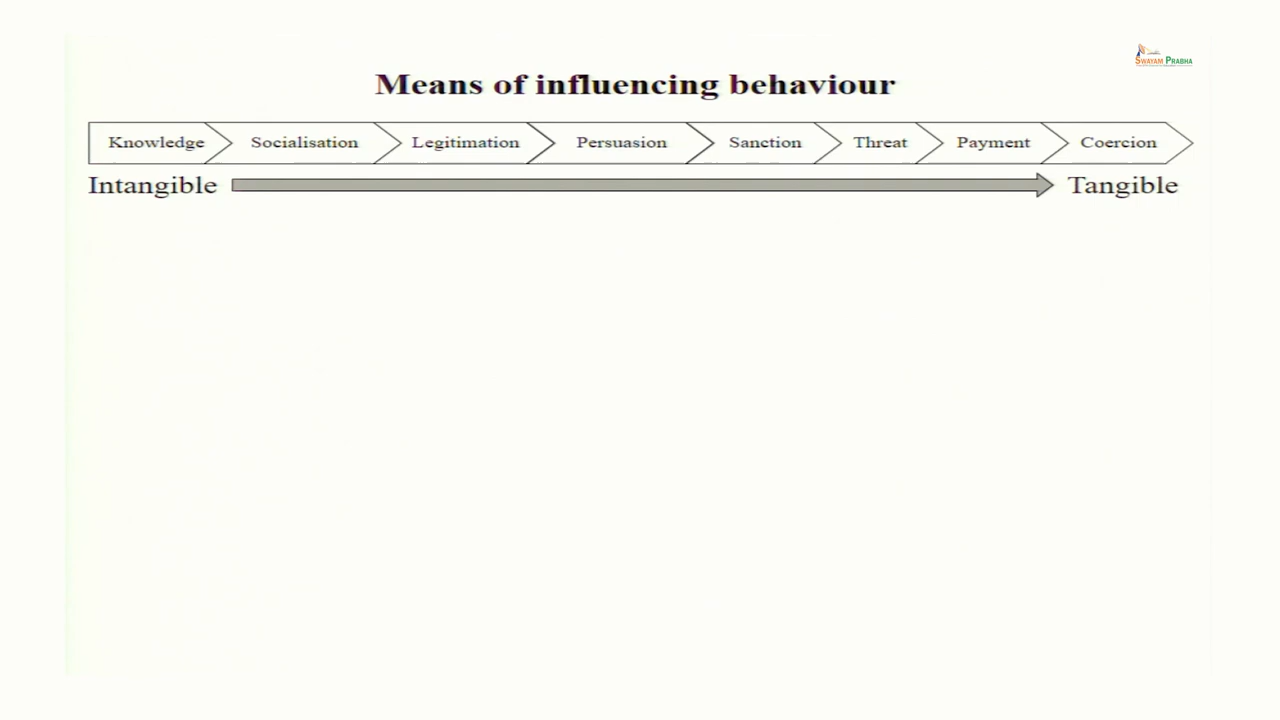 SWAYAM PRABHA
Means of influencing behaviour
Knowledge Socialisation Legitimation Persuasion Sanction Threat Payment Coercion
Intangible Tangible